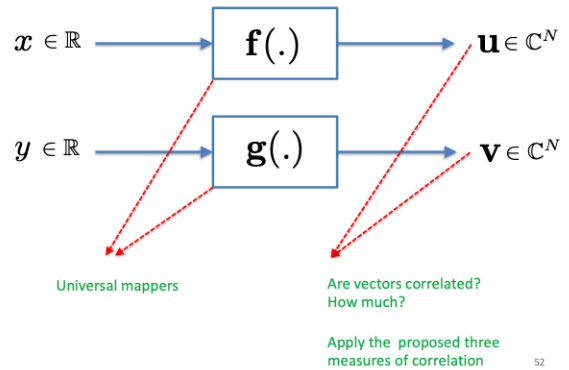 x ∈ ℝ
f(.)
u ∈ ℂ^N
y ∈ ℝ
g(.)
v ∈ ℂ^N
Universal mappers
Are vectors correlated?
How much?
Apply the proposed three
measures of correlation
52